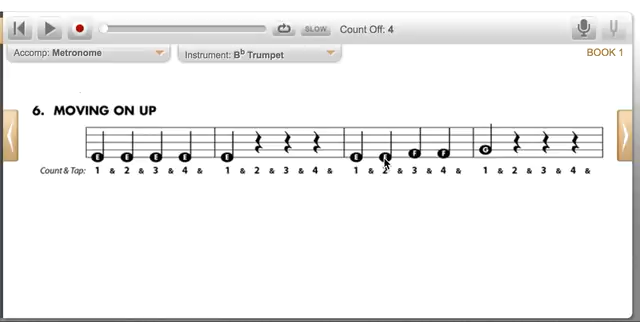 SLOW Count Off: 4
Accomp: Metronome Instrument: Bb Trumpet BOOK 1
6. MOVING ON UP
E E E E E E E F F G
Count & Tap: 1 & 2 & 3 & 4 & 1 & 2 & 3 & 4 & 1 & 2 & 3 & 4 & 1 & 2 & 3 & 4 &